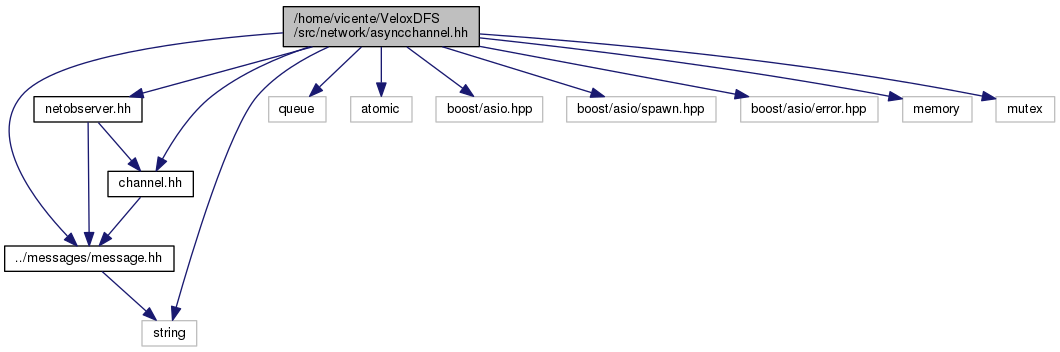 /home/vicente/VeloxDFS
/src/network/asyncchannel.hh
netobserver.hh
queue
atomic
boost/asio.hpp
boost/asio/spawn.hpp
boost/asio/error.hpp
memory
mutex
channel.hh
../messages/message.hh
string